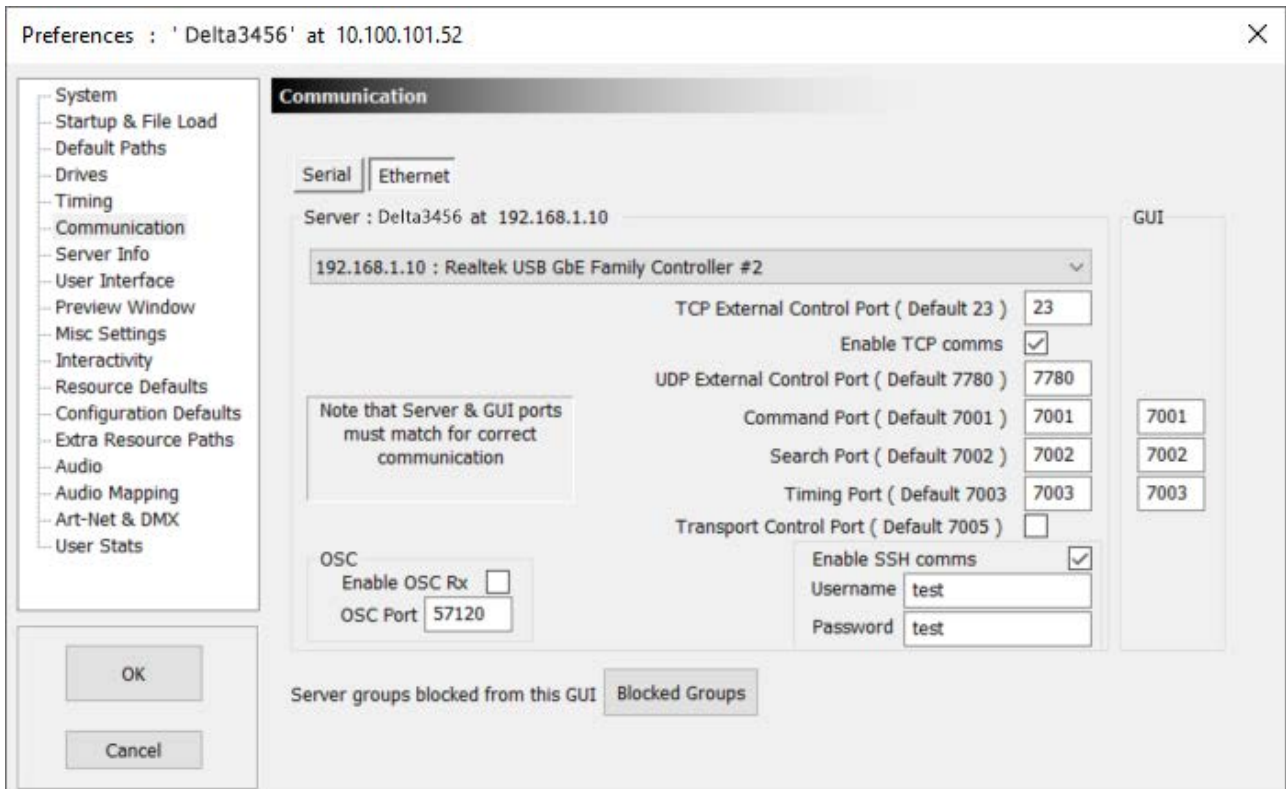 Preferences : 'Delta3456' at 10.100.101.52
System
Startup & File Load
Default Paths
Drives
Timing
Communication
Server Info
User Interface
Preview Window
Misc Settings
Interactivity
Resource Defaults
Configuration Defaults
Extra Resource Paths
Audio
Audio Mapping
Art-Net & DMX
User Stats
OK
Cancel
Communication
Serial
Ethernet
Server : Delta3456 at 192.168.1.10
GUI
192.168.1.10 : Realtek USB GbE Family Controller #2
TCP External Control Port ( Default 23 ) 23
Enable TCP comms
UDP External Control Port ( Default 7780 ) 7780
Note that Server & GUI ports
must match for correct
communication
Command Port ( Default 7001 ) 7001 7001
Search Port ( Default 7002 ) 7002 7002
Timing Port ( Default 7003 7003 7003
Transport Control Port ( Default 7005 )
OSC
Enable OSC Rx
OSC Port 57120
Enable SSH comms
Username test
Password test
Server groups blocked from this GUI Blocked Groups